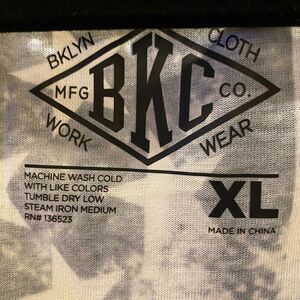 BKLYN CLOTH
MFG BKC CO.
WORK WEAR
MACHINE WASH COLD
WITH LIKE COLORS
TUMBLE DRY LOW
STEAM IRON MEDIUM
RN# 136523
XL
MADE IN CHINA